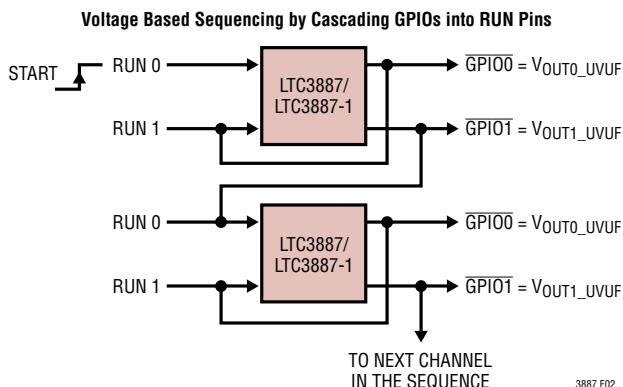 Voltage Based Sequencing by Cascading GPIOs into RUN Pins
START
RUN 0
LTC3887/
LTC3887-1
GPIO0 = VOUT0_UVUF
RUN 1
GPIO1 = VOUT1_UVUF
RUN 0
LTC3887/
LTC3887-1
GPIO0 = VOUT0_UVUF
RUN 1
GPIO1 = VOUT1_UVUF
TO NEXT CHANNEL
IN THE SEQUENCE
3887 F02